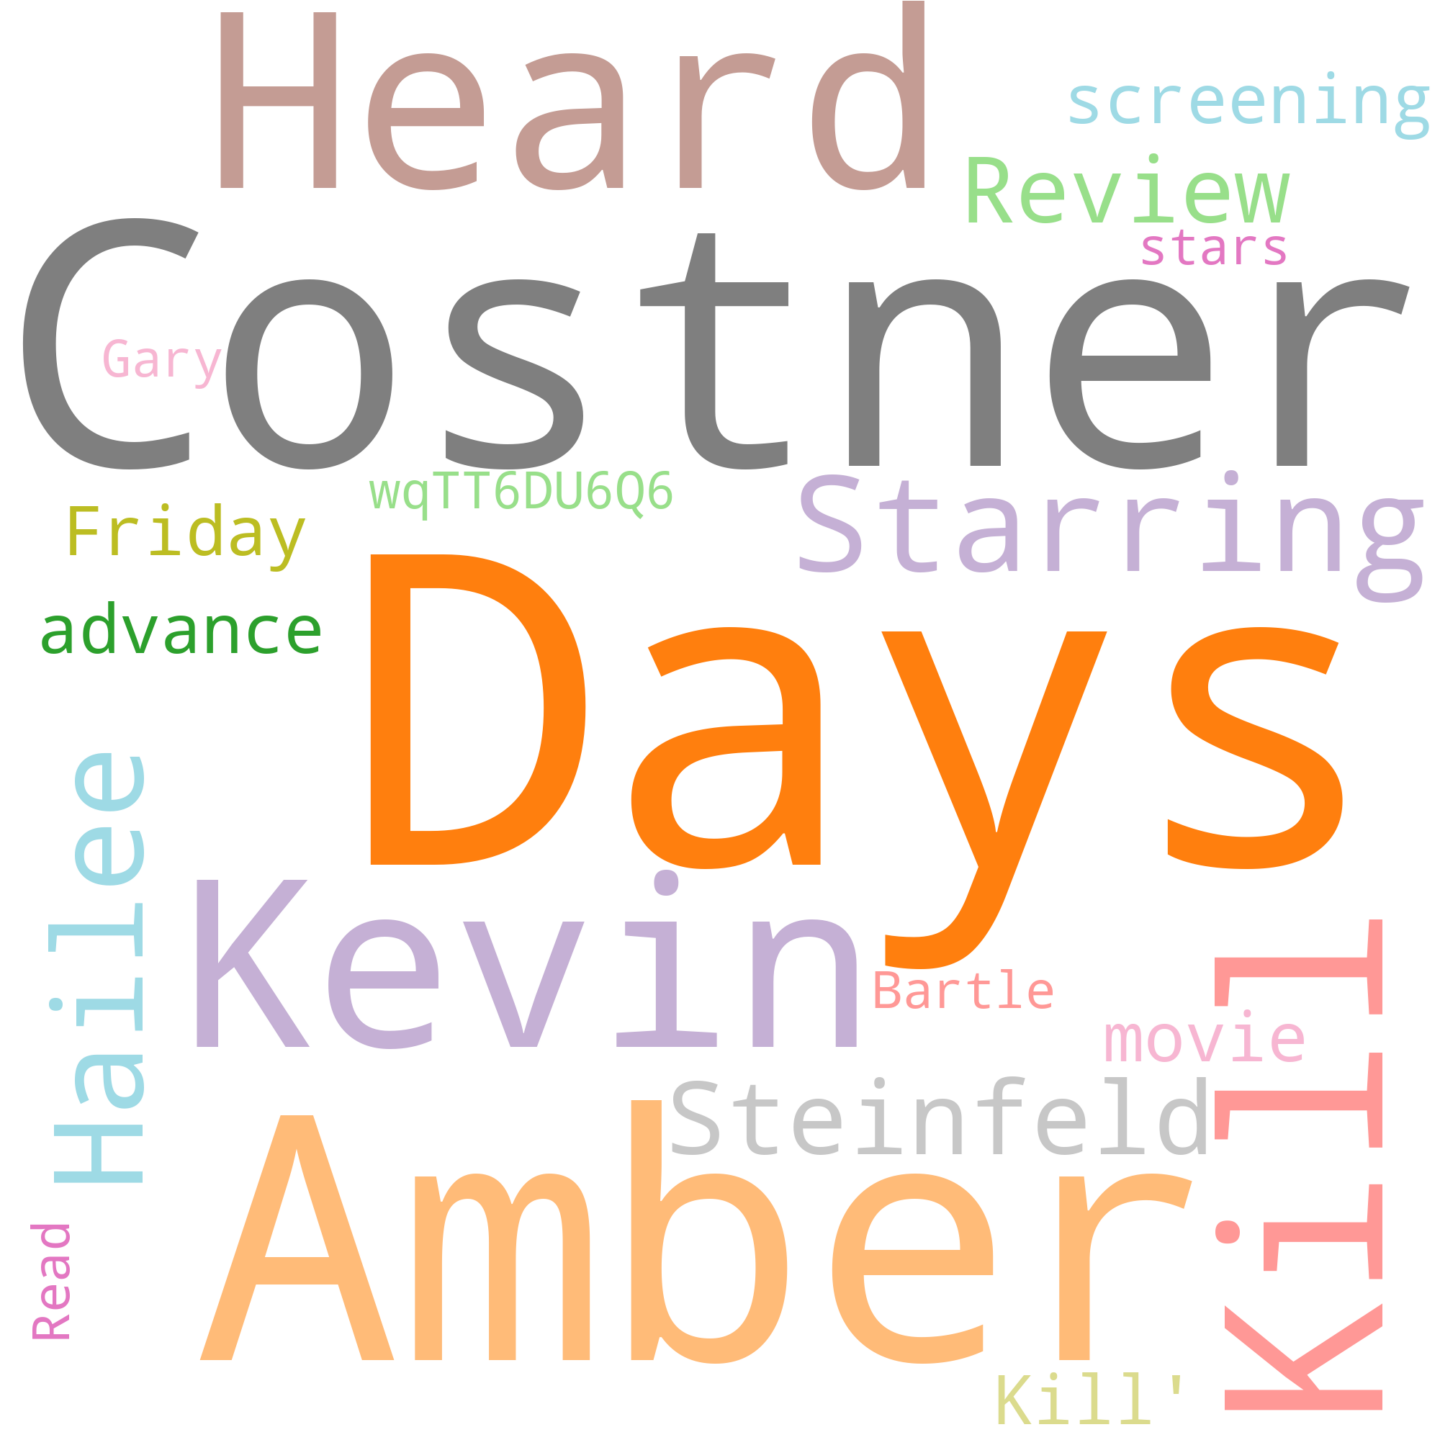 Heard
screening
Review
stars
Costner
Gary
wqTT6DU6Q6
Starring
Friday
Days
advance
Hailee
Kevin
Bartle
Kill
movie
Steinfeld
Amber
Read
Kill'